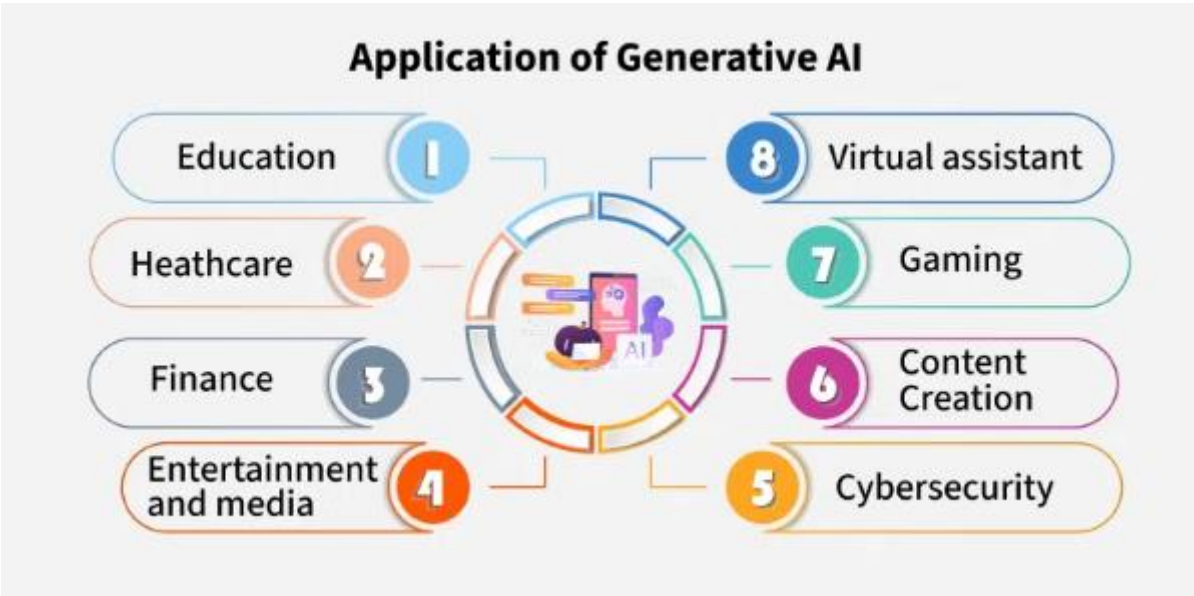 Application of Generative AI
Education
1
Heathcare
2
Finance
3
Entertainment
and media
4
8
Virtual assistant
7
Gaming
6
Content
Creation
5
Cybersecurity
AI